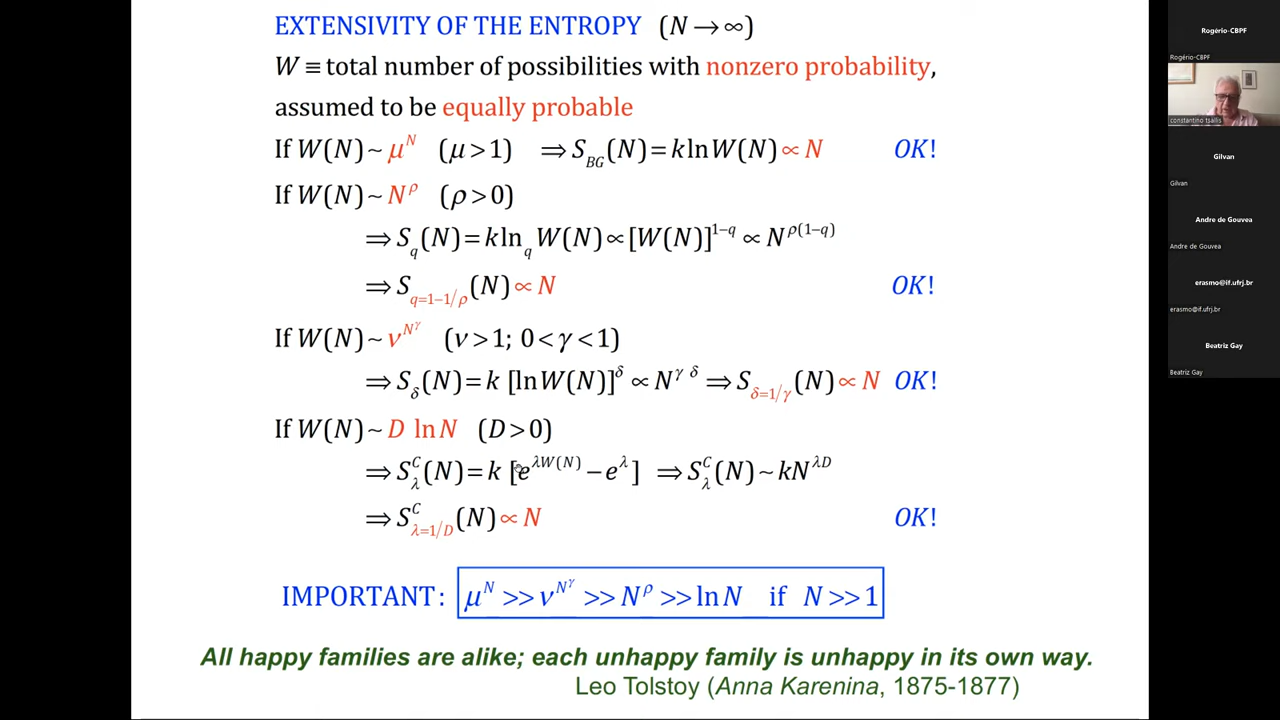 EXTENSIVITY OF THE ENTROPY (N → ∞)
W ≡ total number of possibilities with nonzero probability,
assumed to be equally probable
If W(N) ~ μ^N (μ > 1) ⇒ S_BG(N) = k ln W(N) ∝ N OK!
If W(N) ~ N^ρ (ρ > 0)
⇒ S_q(N) = k ln_q W(N) ∝ [W(N)]^{1−q} ∝ N^{ρ(1−q)}
⇒ S_{q=1−1/ρ}(N) ∝ N OK!
If W(N) ~ ν^{N^γ} (ν > 1; 0 < γ < 1)
⇒ S_δ(N) = k [ln W(N)]^δ ∝ N^{γ δ} ⇒ S_{δ=1/γ}(N) ∝ N OK!
If W(N) ~ D ln N (D > 0)
⇒ S_λ^C(N) = k [e^{λW(N)} − e^λ] ⇒ S_λ^C(N) ~ kN^{λD}
⇒ S_{λ=1/D}^C(N) ∝ N OK!
IMPORTANT: μ^N >> ν^{N^γ} >> N^ρ >> ln N if N >> 1
All happy families are alike; each unhappy family is unhappy in its own way.
Leo Tolstoy (Anna Karenina, 1875-1877)
Rogério-CBPF
Rogério-CBPF
constantino tsallis
Gilvan
Gilvan
Andre de Gouvea
Andre de Gouvea
erasmo@if.ufrj.br
erasmo@if.ufrj.br
Beatriz Gay
Beatriz Gay